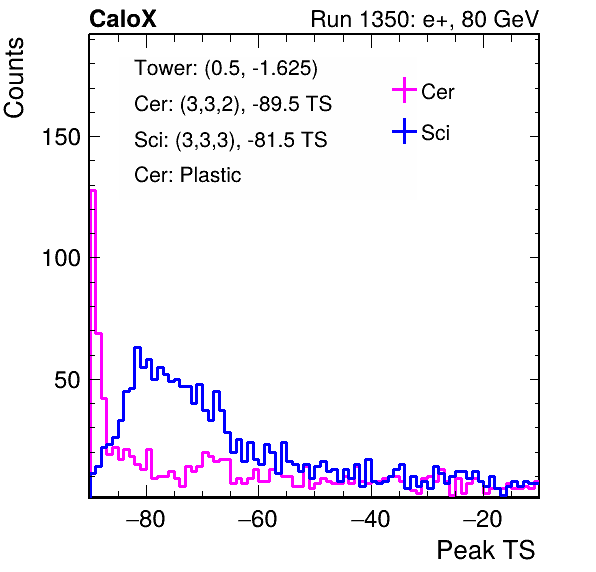 CaloX
Run 1350: e+, 80 GeV
Counts
Tower: (0.5, -1.625)
Cer: (3,3,2), -89.5 TS
Sci: (3,3,3), -81.5 TS
Cer: Plastic
Cer
Sci
150
100
50
−80
−60
−40
−20
Peak TS